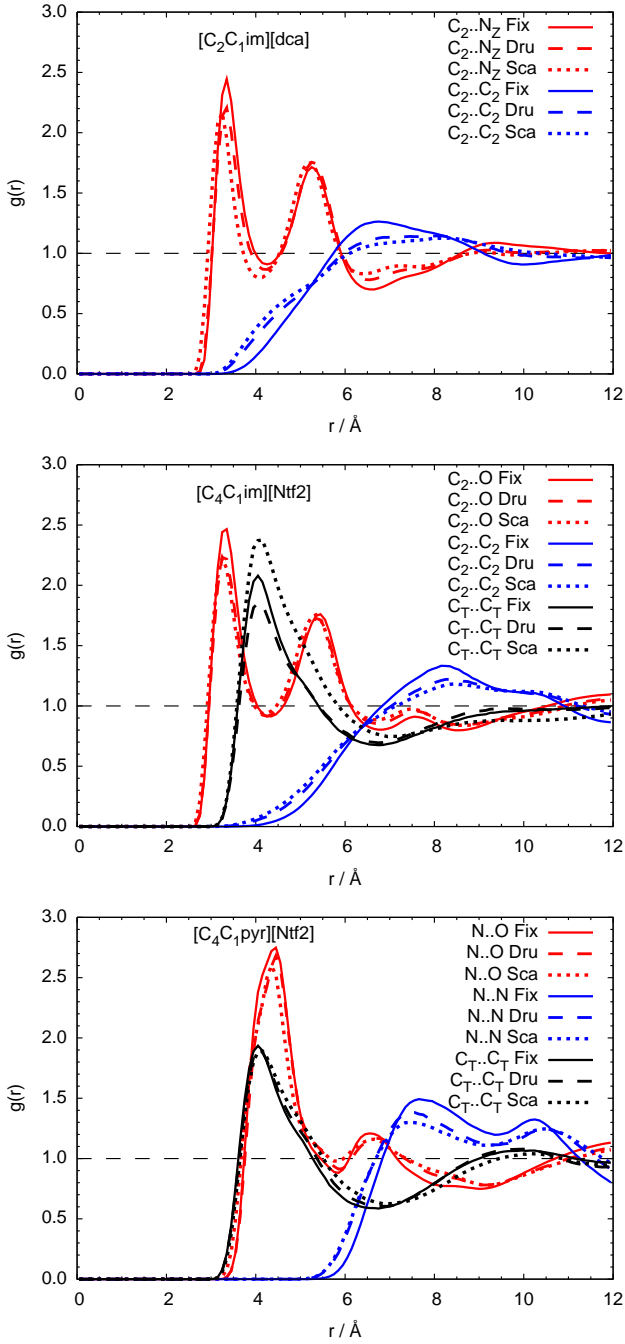 [C2C1im][dca]
C2..NZ Fix
C2..NZ Dru
C2..NZ Sca
C2..C2 Fix
C2..C2 Dru
C2..C2 Sca
g(r)
3.0
2.5
2.0
1.5
1.0
0.5
0.0
0 2 4 6 8 10 12
r / Å
[C4C1im][Ntf2]
C2..O Fix
C2..O Dru
C2..O Sca
C2..C2 Fix
C2..C2 Dru
C2..C2 Sca
CT..CT Fix
CT..CT Dru
CT..CT Sca
g(r)
3.0
2.5
2.0
1.5
1.0
0.5
0.0
0 2 4 6 8 10 12
r / Å
[C4C1pyr][Ntf2]
N..O Fix
N..O Dru
N..O Sca
N..N Fix
N..N Dru
N..N Sca
CT..CT Fix
CT..CT Dru
CT..CT Sca
g(r)
3.0
2.5
2.0
1.5
1.0
0.5
0.0
0 2 4 6 8 10 12
r / Å